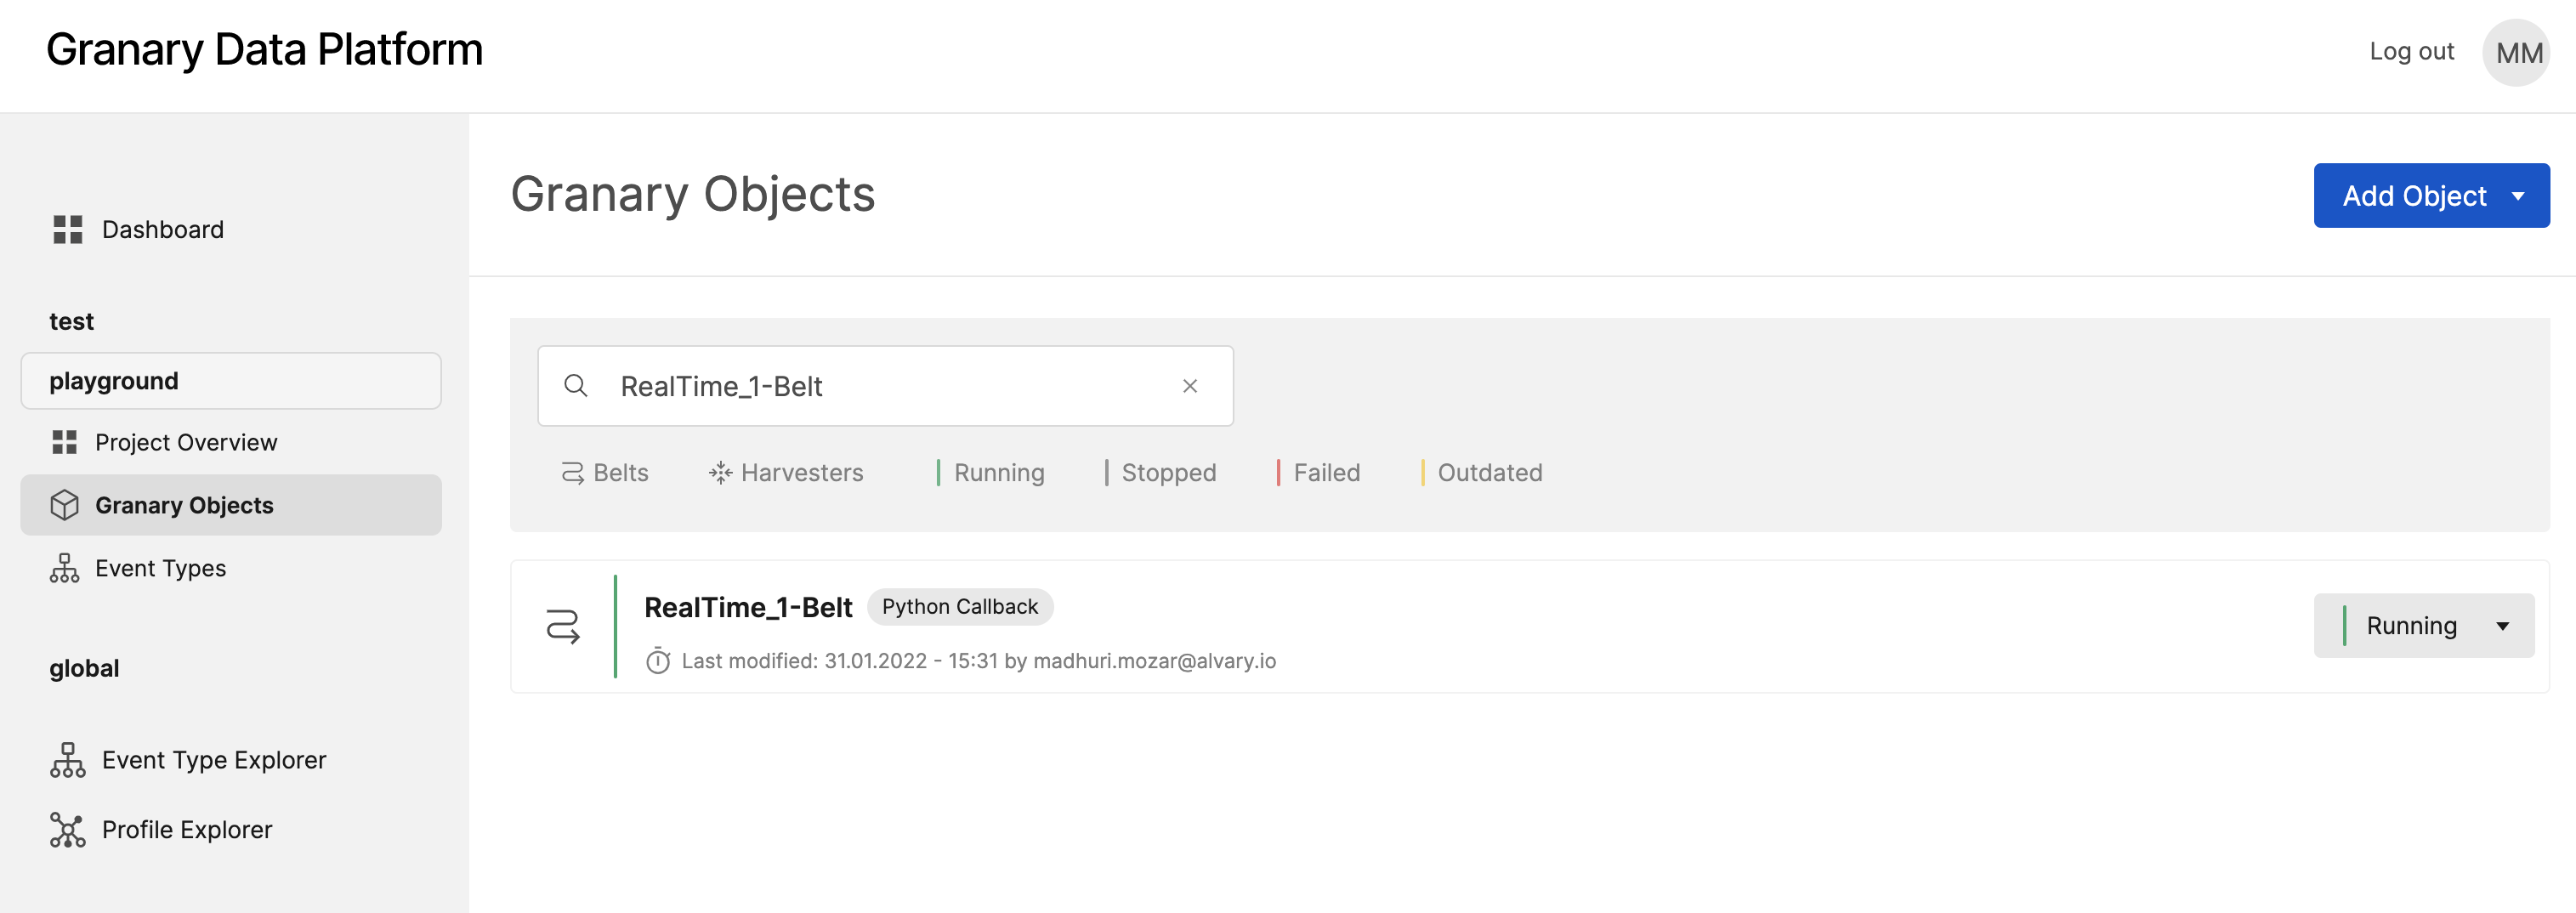 Granary Data Platform
Log out MM
Dashboard
test
playground
Project Overview
Granary Objects
Event Types
global
Event Type Explorer
Profile Explorer
Granary Objects
Add Object
RealTime_1-Belt
Belts Harvesters Running Stopped Failed Outdated
RealTime_1-Belt Python Callback
Last modified: 31.01.2022 - 15:31 by madhuri.mozar@alvary.io
Running